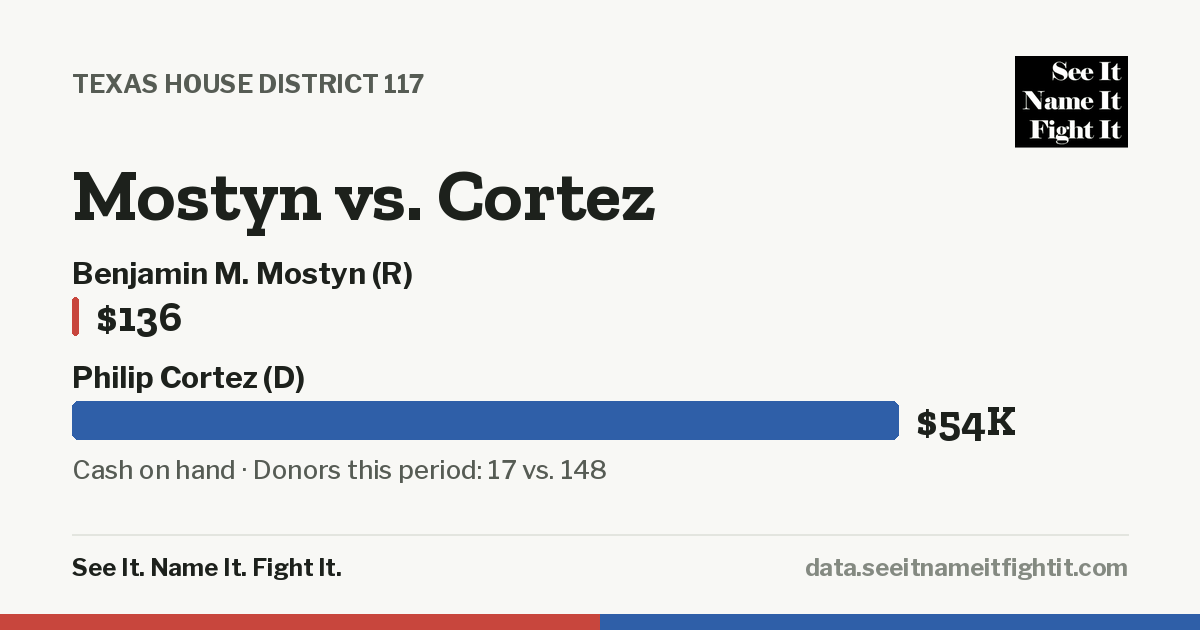 TEXAS HOUSE DISTRICT 117
See It
Name It
Fight It
Mostyn vs. Cortez
Benjamin M. Mostyn (R)
$136
Philip Cortez (D)
$54K
Cash on hand · Donors this period: 17 vs. 148
See It. Name It. Fight It.
data.seeitnameitfightit.com